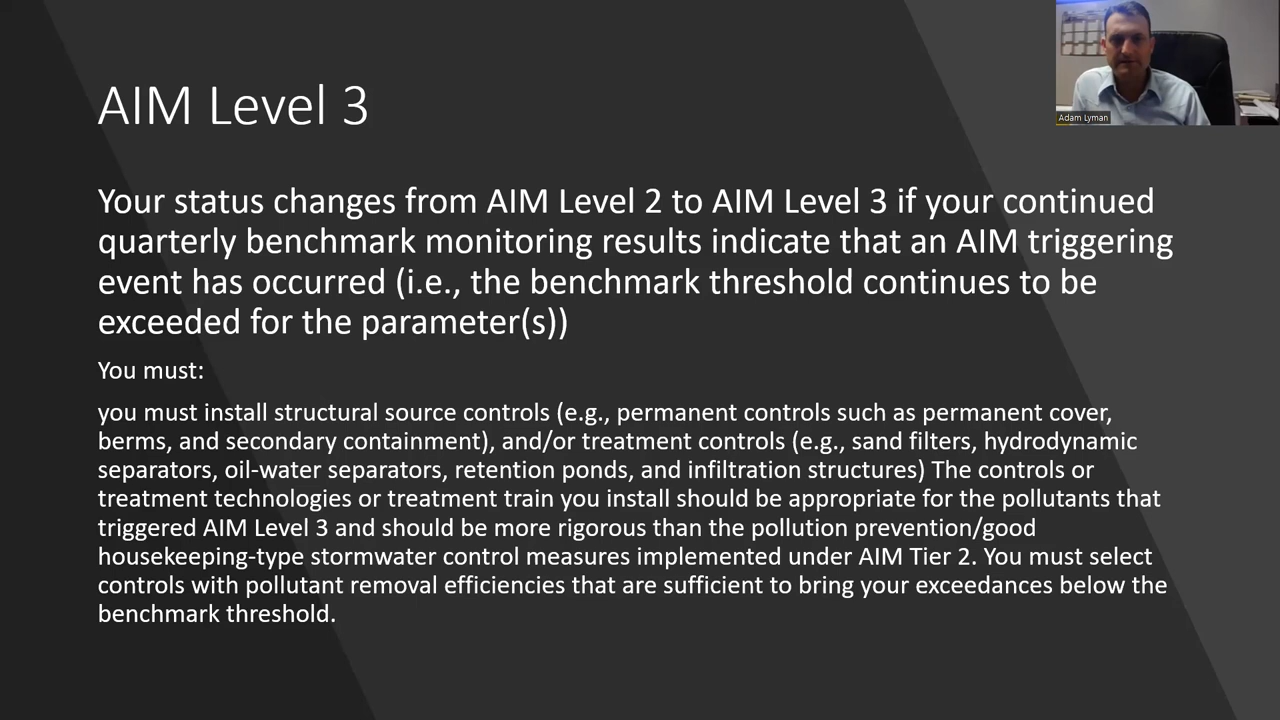 Adam Lyman
AIM Level 3
Your status changes from AIM Level 2 to AIM Level 3 if your continued
quarterly benchmark monitoring results indicate that an AIM triggering
event has occurred (i.e., the benchmark threshold continues to be
exceeded for the parameter(s))
You must:
you must install structural source controls (e.g., permanent controls such as permanent cover,
berms, and secondary containment), and/or treatment controls (e.g., sand filters, hydrodynamic
separators, oil-water separators, retention ponds, and infiltration structures) The controls or
treatment technologies or treatment train you install should be appropriate for the pollutants that
triggered AIM Level 3 and should be more rigorous than the pollution prevention/good
housekeeping-type stormwater control measures implemented under AIM Tier 2. You must select
controls with pollutant removal efficiencies that are sufficient to bring your exceedances below the
benchmark threshold.